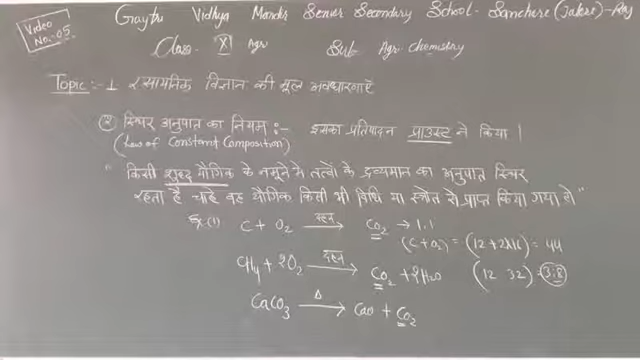 Video No:-05.
Gaytri Vidhya Mandir Senior Secondary School. Sanchore (Jalore)-Raj
Class. XI Agri Sub Agri. chemistry
Topic:- 1 रसायनिक विज्ञान की मूल अवधारणाएँ
② स्थिर अनुपात का नियम :- इसका प्रतिपादन प्राउस्ट ने किया |
(Law of Constant Composition)
" किसी शुद्ध यौगिक के नमूने में तत्वों के द्रव्यमान का अनुपात स्थिर
रहता है चाहे वह यौगिक किसी भी विधि या स्त्रोत से प्राप्त किया गया हो"
Ex.(1) C + O2 दहन → CO2 → 1:1
(C + O2) = (12 + 2x16) = 44
CH4 + 2O2 दहन → CO2 + 2H2O (12 32) = 3:8
CaCO3 Δ → CaO + CO2